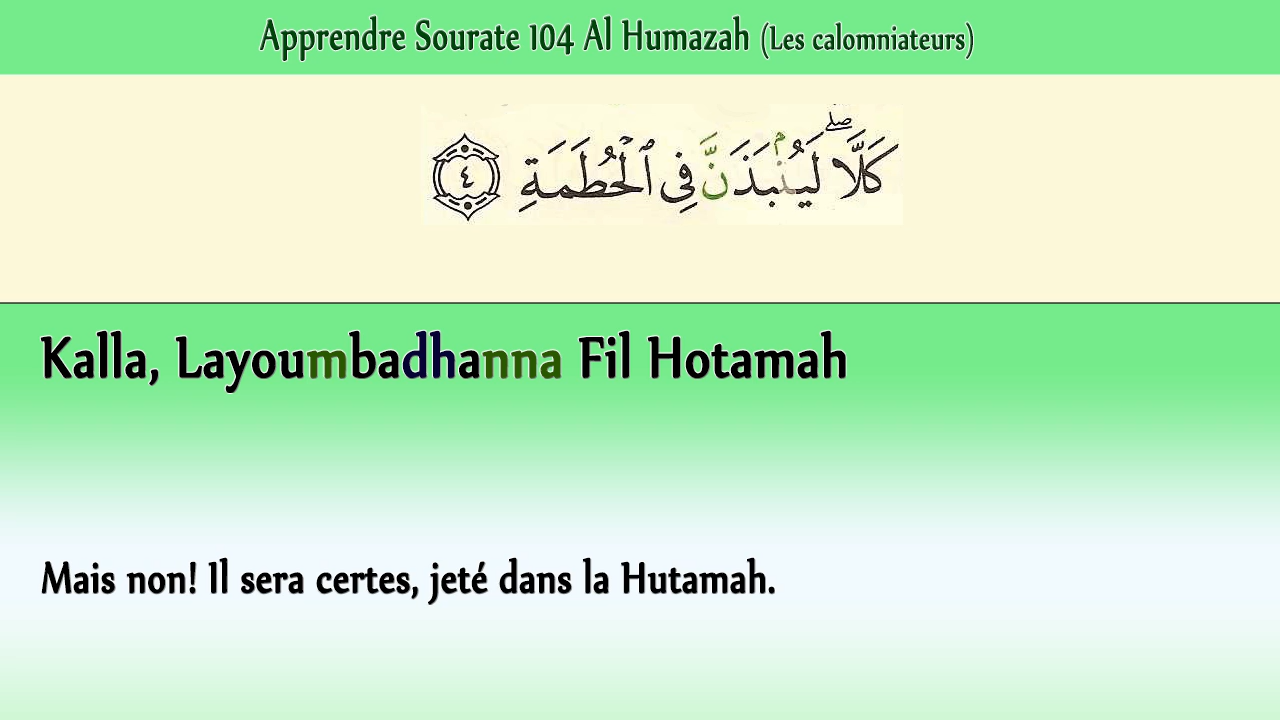 Apprendre Sourate 104 Al Humazah (Les calomniateurs)
كَلَّاۖ لَيُنۢبَذَنَّ فِى ٱلْحُطَمَةِ ٤
Kalla, Layoumbadhanna Fil Hotamah
Mais non! Il sera certes, jeté dans la Hutamah.